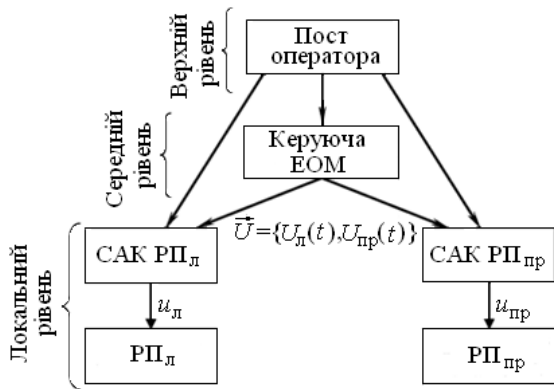 Верхній
рівень
Пост
оператора
Середній
рівень
Керуюча
ЕОМ
U⃗={Uл(t),Uпр(t)}
Локальний
рівень
САК РПл
САК РПпр
uл
uпр
РПл
РПпр